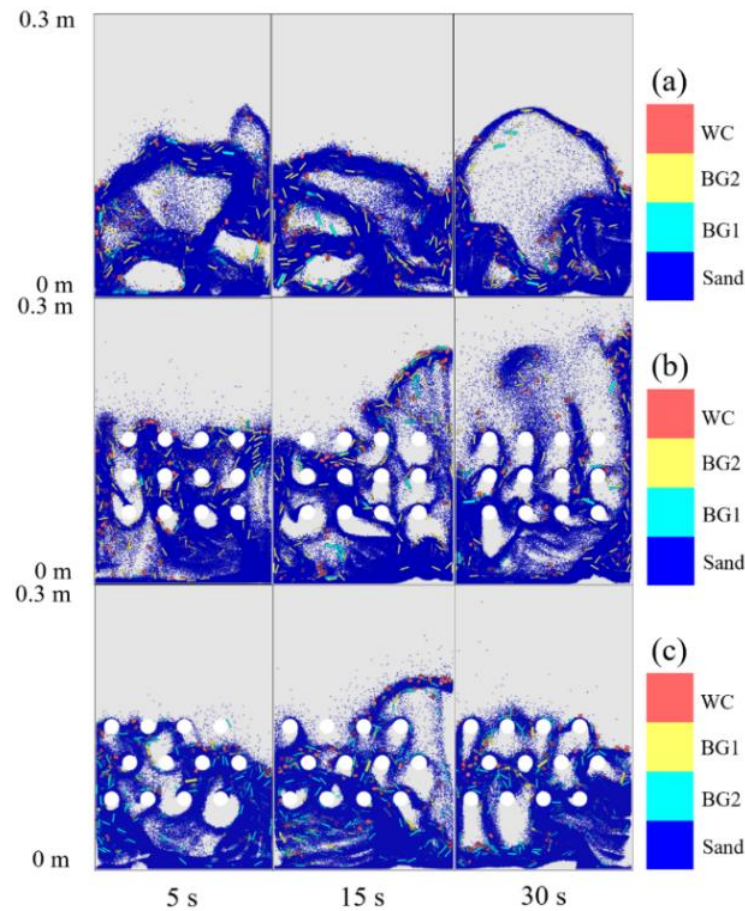 0.3 m
(a)
WC
BG2
BG1
Sand
0 m
0.3 m
(b)
WC
BG2
BG1
Sand
0 m
0.3 m
(c)
WC
BG1
BG2
Sand
0 m
5 s 15 s 30 s